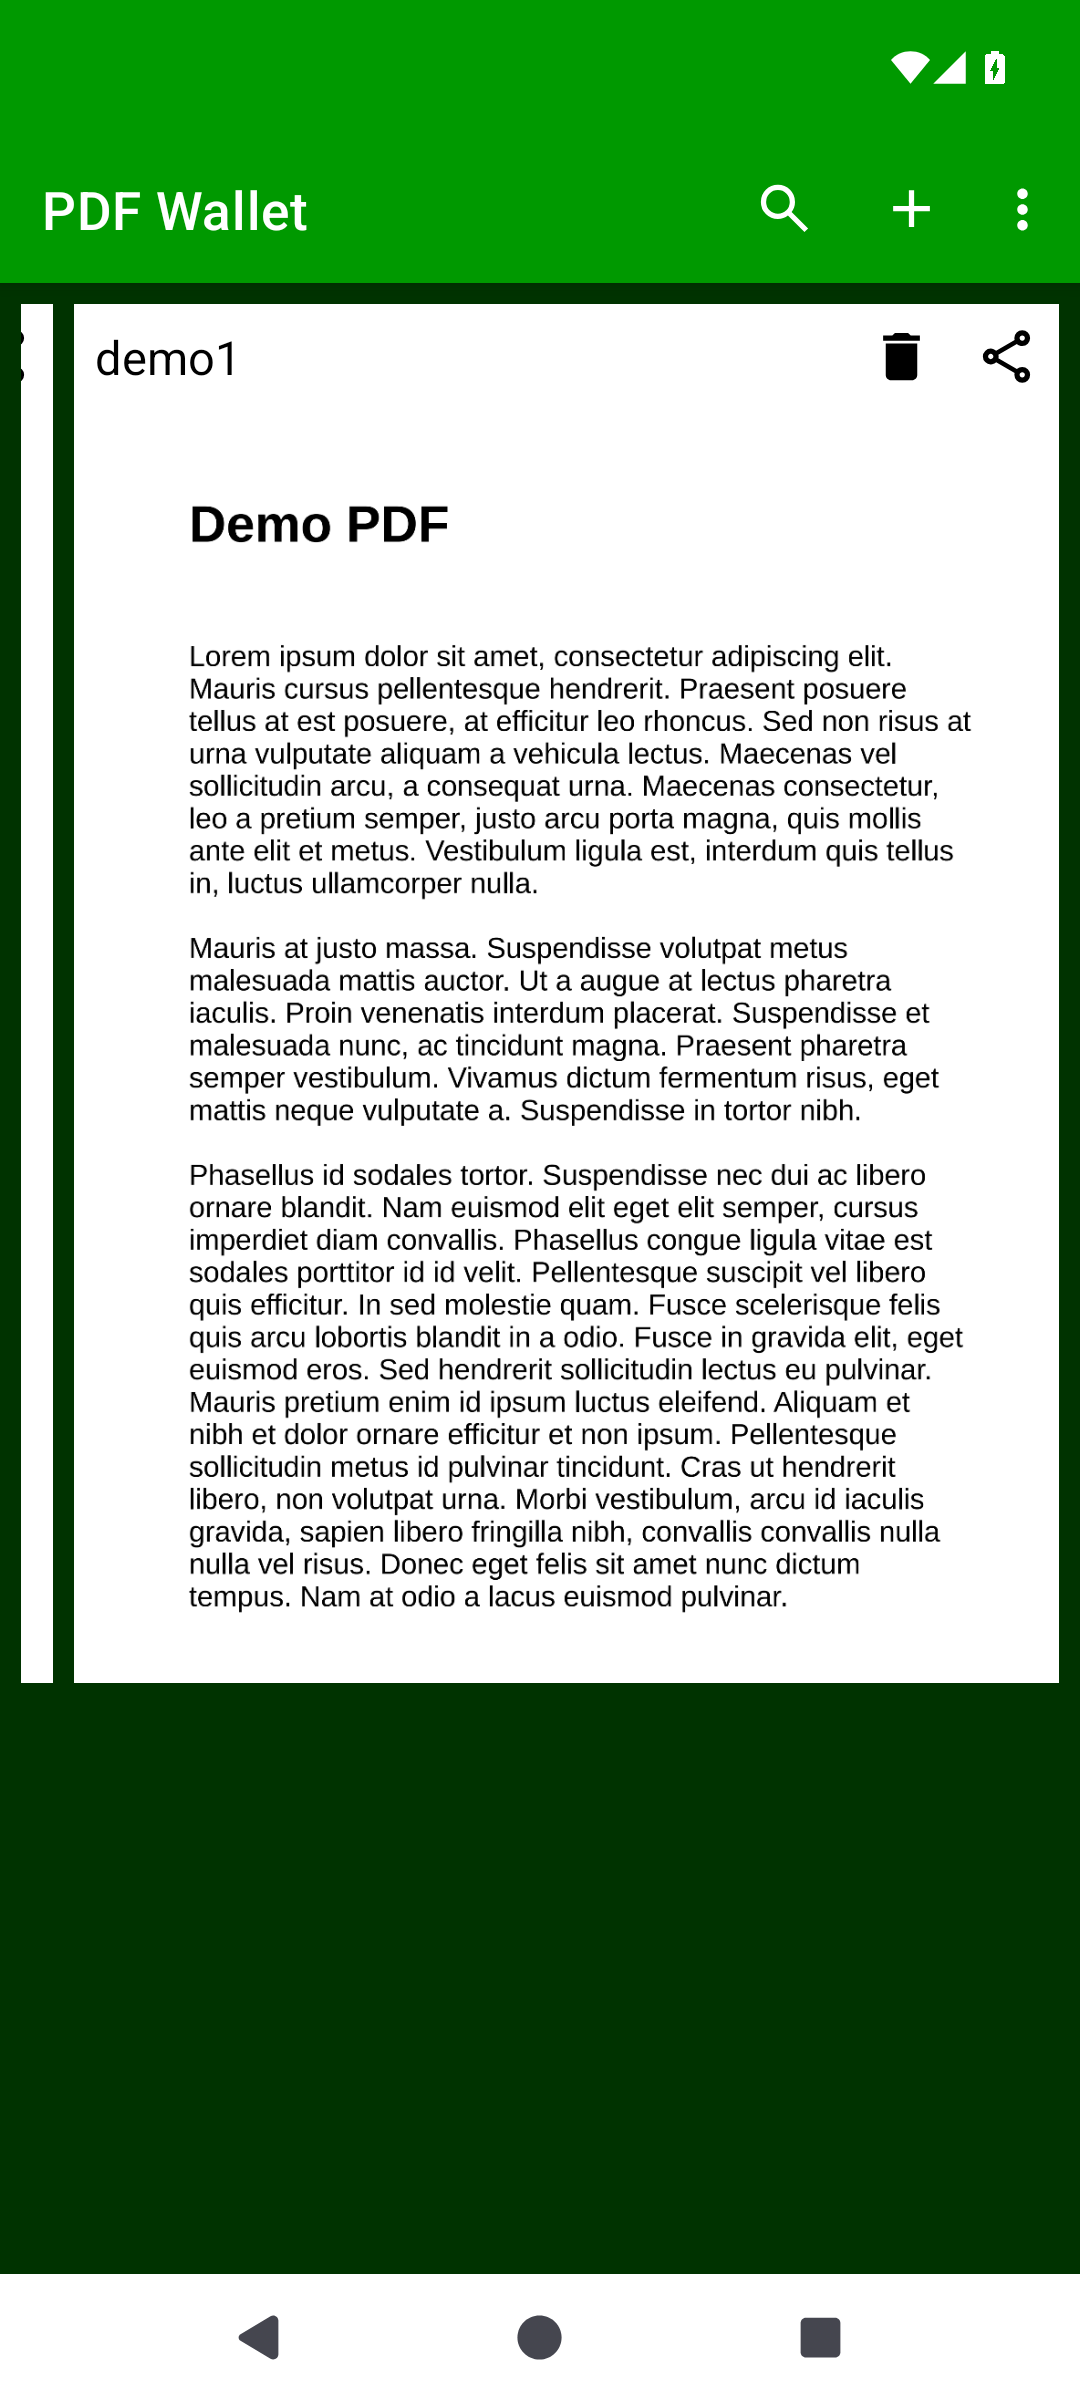 PDF Wallet
demo1
Demo PDF
Lorem ipsum dolor sit amet, consectetur adipiscing elit.
Mauris cursus pellentesque hendrerit. Praesent posuere
tellus at est posuere, at efficitur leo rhoncus. Sed non risus at
urna vulputate aliquam a vehicula lectus. Maecenas vel
sollicitudin arcu, a consequat urna. Maecenas consectetur,
leo a pretium semper, justo arcu porta magna, quis mollis
ante elit et metus. Vestibulum ligula est, interdum quis tellus
in, luctus ullamcorper nulla.
Mauris at justo massa. Suspendisse volutpat metus
malesuada mattis auctor. Ut a augue at lectus pharetra
iaculis. Proin venenatis interdum placerat. Suspendisse et
malesuada nunc, ac tincidunt magna. Praesent pharetra
semper vestibulum. Vivamus dictum fermentum risus, eget
mattis neque vulputate a. Suspendisse in tortor nibh.
Phasellus id sodales tortor. Suspendisse nec dui ac libero
ornare blandit. Nam euismod elit eget elit semper, cursus
imperdiet diam convallis. Phasellus congue ligula vitae est
sodales porttitor id id velit. Pellentesque suscipit vel libero
quis efficitur. In sed molestie quam. Fusce scelerisque felis
quis arcu lobortis blandit in a odio. Fusce in gravida elit, eget
euismod eros. Sed hendrerit sollicitudin lectus eu pulvinar.
Mauris pretium enim id ipsum luctus eleifend. Aliquam et
nibh et dolor ornare efficitur et non ipsum. Pellentesque
sollicitudin metus id pulvinar tincidunt. Cras ut hendrerit
libero, non volutpat urna. Morbi vestibulum, arcu id iaculis
gravida, sapien libero fringilla nibh, convallis convallis nulla
nulla vel risus. Donec eget felis sit amet nunc dictum
tempus. Nam at odio a lacus euismod pulvinar.